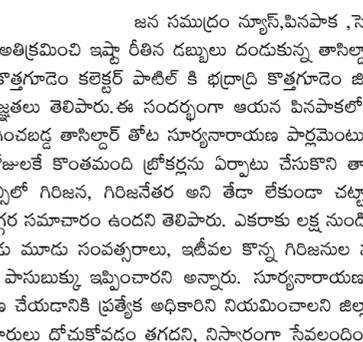 జన సముద్రం న్యూస్,పినపాక ,సె
అతిక్రమించి ఇష్టా రీతిన డబ్బులు దండుకున్న తాసిల్ద
కొత్తగూడెం కలెక్టర్ పాటిల్ కి భద్రాద్రి కొత్తగూడెం జి
జ్ఞతలు తెలిపారు.ఈ సందర్భంగా ఆయన పినపాకలో
ించబడ్డ తాసిల్దార్ తోట సూర్యనారాయణ పార్లమెంటు
ోజులకే కొంతమంది బ్రోకర్లను ఏర్పాటు చేసుకొని తా
్సీలో గిరిజన, గిరిజనేతర అని తేడా లేకుండా చట్ట
్గర సమాచారం ఉందని తెలిపారు. ఎకరాకు లక్ష నుండి
ు మూడు సంవత్సరాలు, ఇటీవల కొన్న గిరిజనుల
పాసుబుక్కు ఇప్పించారని అన్నారు. సూర్యనారాయణ
ణ చేయడానికి ప్రత్యేక అధికారిని నియమించాలని జిల్
ారులు దోచుకోవడం తగదని, నిస్వారంగా సేవలందిం